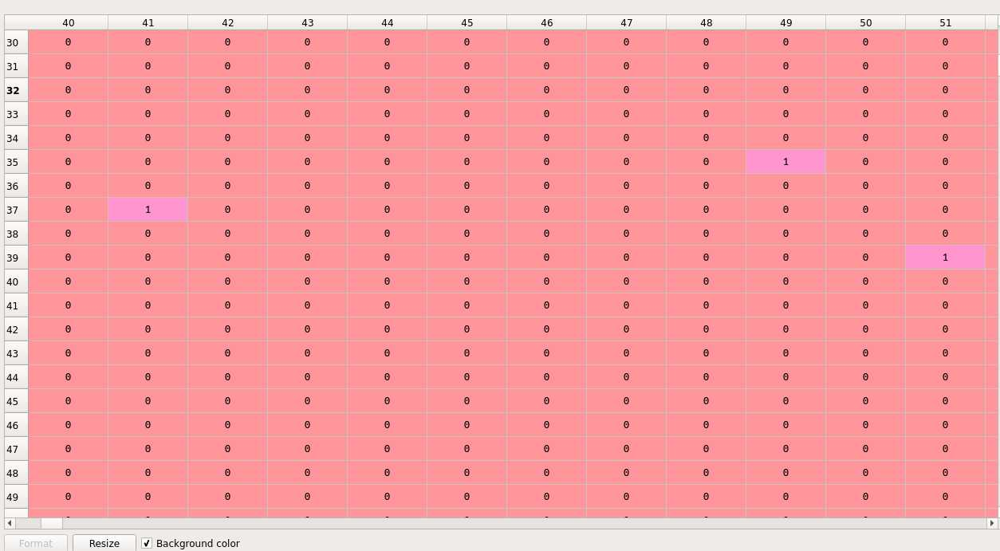 40 41 42 43 44 45 46 47 48 49 50 51
30 0 0 0 0 0 0 0 0 0 0 0 0
31 0 0 0 0 0 0 0 0 0 0 0 0
32 0 0 0 0 0 0 0 0 0 0 0 0
33 0 0 0 0 0 0 0 0 0 0 0 0
34 0 0 0 0 0 0 0 0 0 0 0 0
35 0 0 0 0 0 0 0 0 0 1 0 0
36 0 0 0 0 0 0 0 0 0 0 0 0
37 0 1 0 0 0 0 0 0 0 0 0 0
38 0 0 0 0 0 0 0 0 0 0 0 0
39 0 0 0 0 0 0 0 0 0 0 0 1
40 0 0 0 0 0 0 0 0 0 0 0 0
41 0 0 0 0 0 0 0 0 0 0 0 0
42 0 0 0 0 0 0 0 0 0 0 0 0
43 0 0 0 0 0 0 0 0 0 0 0 0
44 0 0 0 0 0 0 0 0 0 0 0 0
45 0 0 0 0 0 0 0 0 0 0 0 0
46 0 0 0 0 0 0 0 0 0 0 0 0
47 0 0 0 0 0 0 0 0 0 0 0 0
48 0 0 0 0 0 0 0 0 0 0 0 0
49 0 0 0 0 0 0 0 0 0 0 0 0
Format Resize Background color